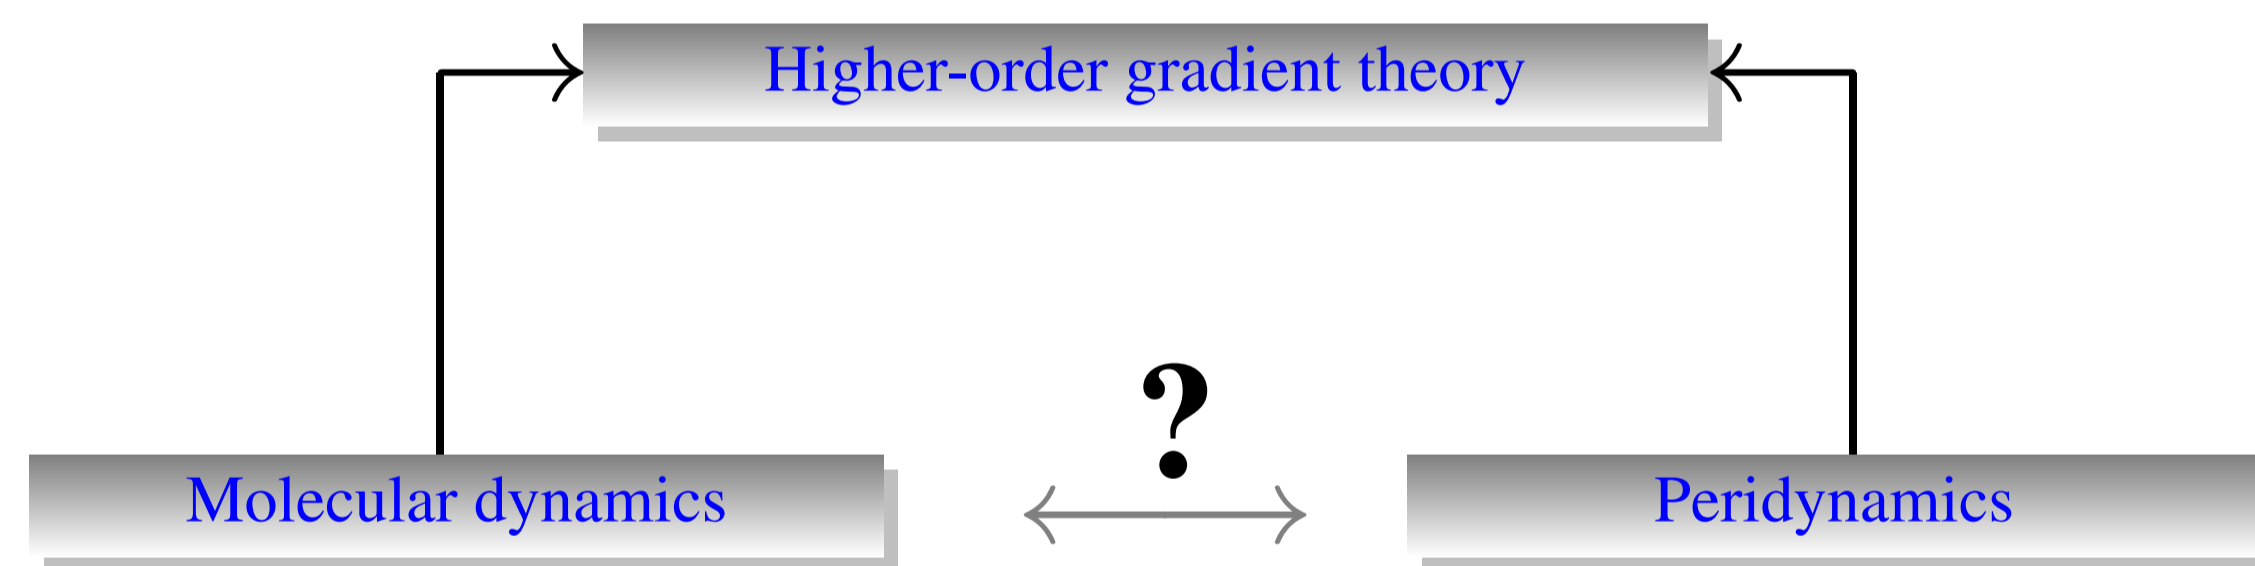 Higher-order gradient theory
?
Molecular dynamics
Peridynamics